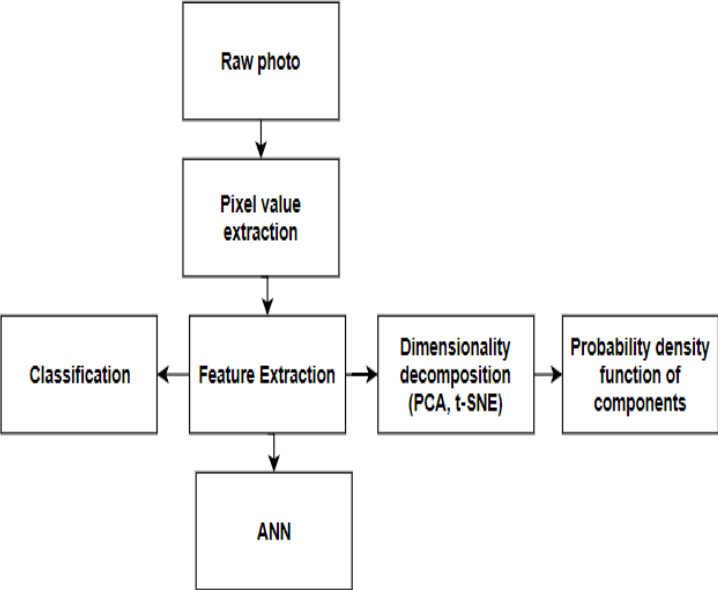 Raw photo
Pixel value
extraction
Classification
Feature Extraction
Dimensionality
decomposition
(PCA, t-SNE)
Probability density
function of
components
ANN